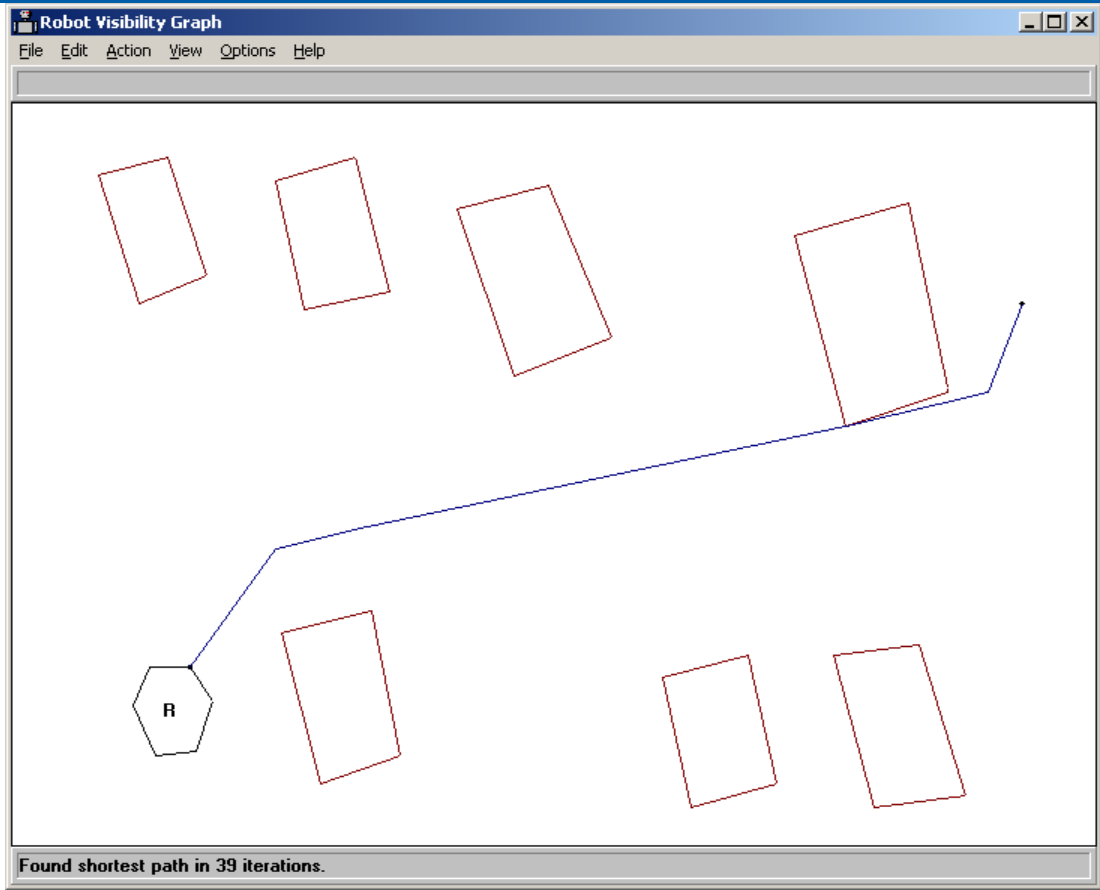 Robot Visibility Graph
File Edit Action View Options Help
R
Found shortest path in 39 iterations.